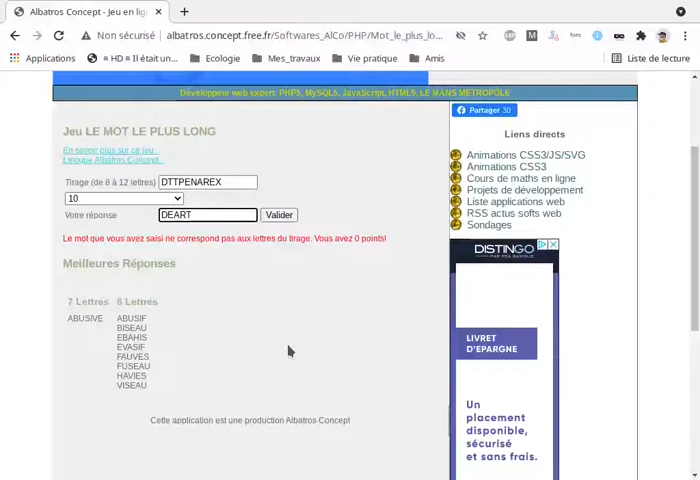 Albatros Concept - Jeu en lig
Non sécurisé
albatros.concept.free.fr/Softwares_AlCo/PHP/Mot_le_plus_lo...
Applications
= HD = Il était un...
Ecologie
Mes_travaux
Vie pratique
Amis
Liste de lecture
Développeur web expert: PHP5, MySQL5, JavaScript, HTML5, LE MANS METROPÔLE
Partager 30
Jeu LE MOT LE PLUS LONG
En savoir plus sur ce jeu...
Lexique Albatros Concept...
Tirage (de 8 à 12 lettres) DTTPENAREX
10
Votre réponse DEART Valider
Le mot que vous avez saisi ne correspond pas aux lettres du tirage. Vous avez 0 points!
Meilleures Réponses
7 Lettres 6 Lettres
ABUSIVE ABUSIF
BISEAU
EBAHIS
EVASIF
FAUVES
FUSEAU
HAVIES
VISEAU
Cette application est une production Albatros Concept
Liens directs
Animations CSS3/JS/SVG
Animations CSS3
Cours de maths en ligne
Projets de développement
Liste applications web
RSS actus softs web
Sondages
DISTINGO
PAR PSA BANQUE
LIVRET
D'EPARGNE
Un
placement
disponible,
sécurisé
et sans frais.